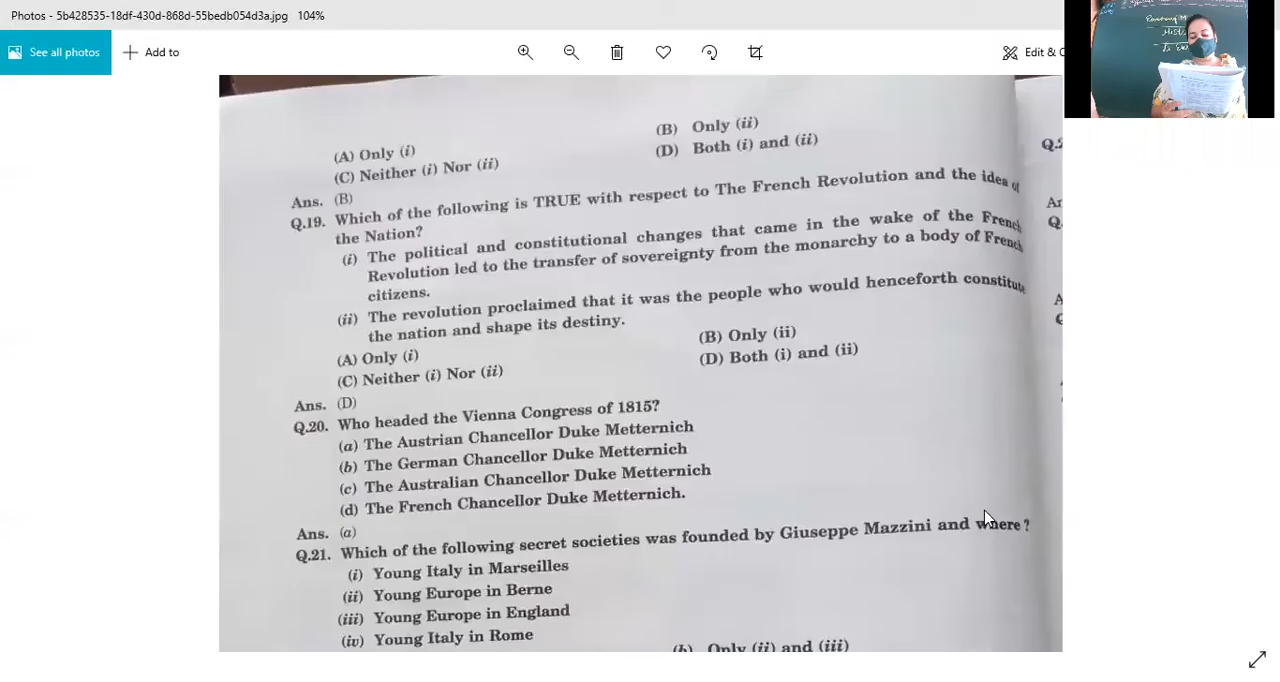 Photos - 5b428535-18df-430d-868d-55bedb054d3a.jpg 104%
See all photos
Add to
Edit & C
(A) Only (i)
(B) Only (ii)
(C) Neither (i) Nor (ii)
(D) Both (i) and (ii)
Ans. (B)
Q.19. Which of the following is TRUE with respect to The French Revolution and the idea of
the Nation?
(i) The political and constitutional changes that came in the wake of the French
Revolution led to the transfer of sovereignty from the monarchy to a body of French
citizens.
(ii) The revolution proclaimed that it was the people who would henceforth constitute
the nation and shape its destiny.
(A) Only (i)
(B) Only (ii)
(C) Neither (i) Nor (ii)
(D) Both (i) and (ii)
Ans. (D)
Q.20. Who headed the Vienna Congress of 1815?
(a) The Austrian Chancellor Duke Metternich
(b) The German Chancellor Duke Metternich
(c) The Australian Chancellor Duke Metternich
(d) The French Chancellor Duke Metternich.
Ans. (a)
Q.21. Which of the following secret societies was founded by Giuseppe Mazzini and where?
(i) Young Italy in Marseilles
(ii) Young Europe in Berne
(iii) Young Europe in England
(iv) Young Italy in Rome
(b) Only (ii) and (iii)